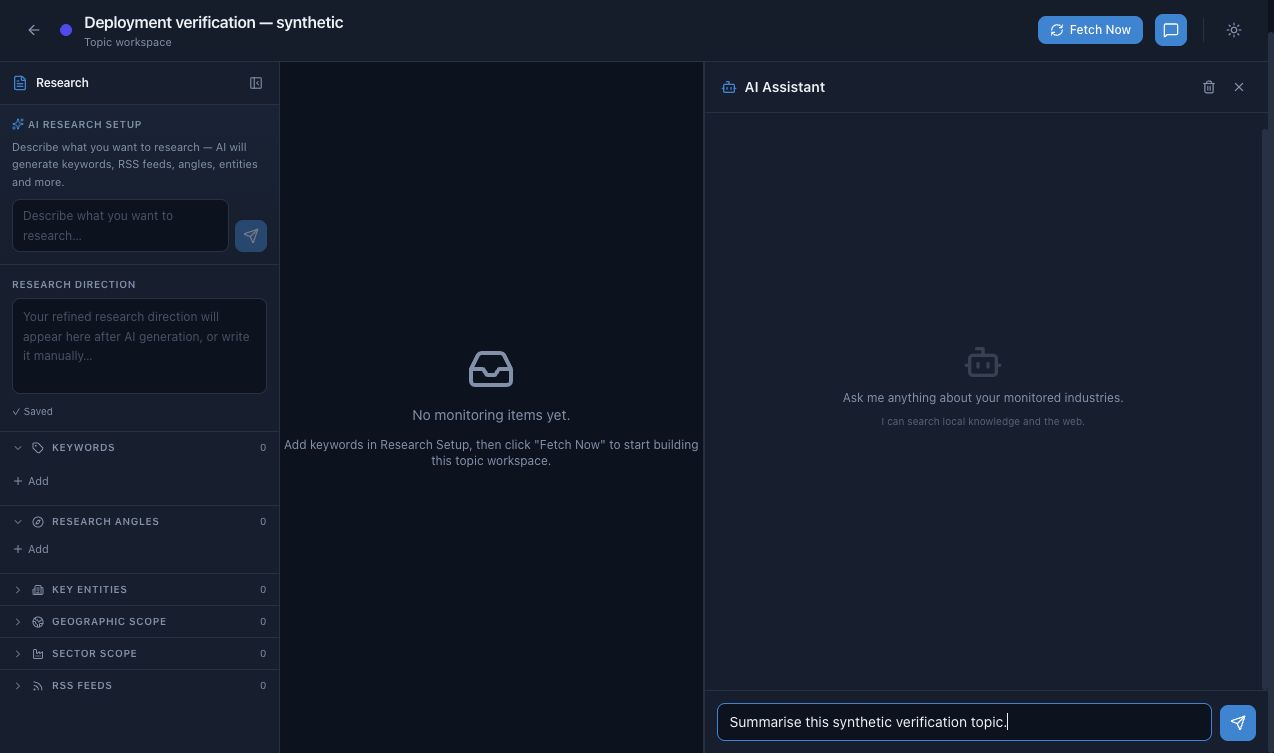 Deployment verification — synthetic
Topic workspace
Fetch Now
Research
AI RESEARCH SETUP
Describe what you want to research — AI will
generate keywords, RSS feeds, angles, entities
and more.
Describe what you want to
research...
RESEARCH DIRECTION
Your refined research direction will
appear here after AI generation, or write
it manually...
Saved
KEYWORDS 0
Add
RESEARCH ANGLES 0
Add
KEY ENTITIES 0
GEOGRAPHIC SCOPE 0
SECTOR SCOPE 0
RSS FEEDS 0
No monitoring items yet.
Add keywords in Research Setup, then click "Fetch Now" to start building
this topic workspace.
AI Assistant
Ask me anything about your monitored industries.
I can search local knowledge and the web.
Summarise this synthetic verification topic.